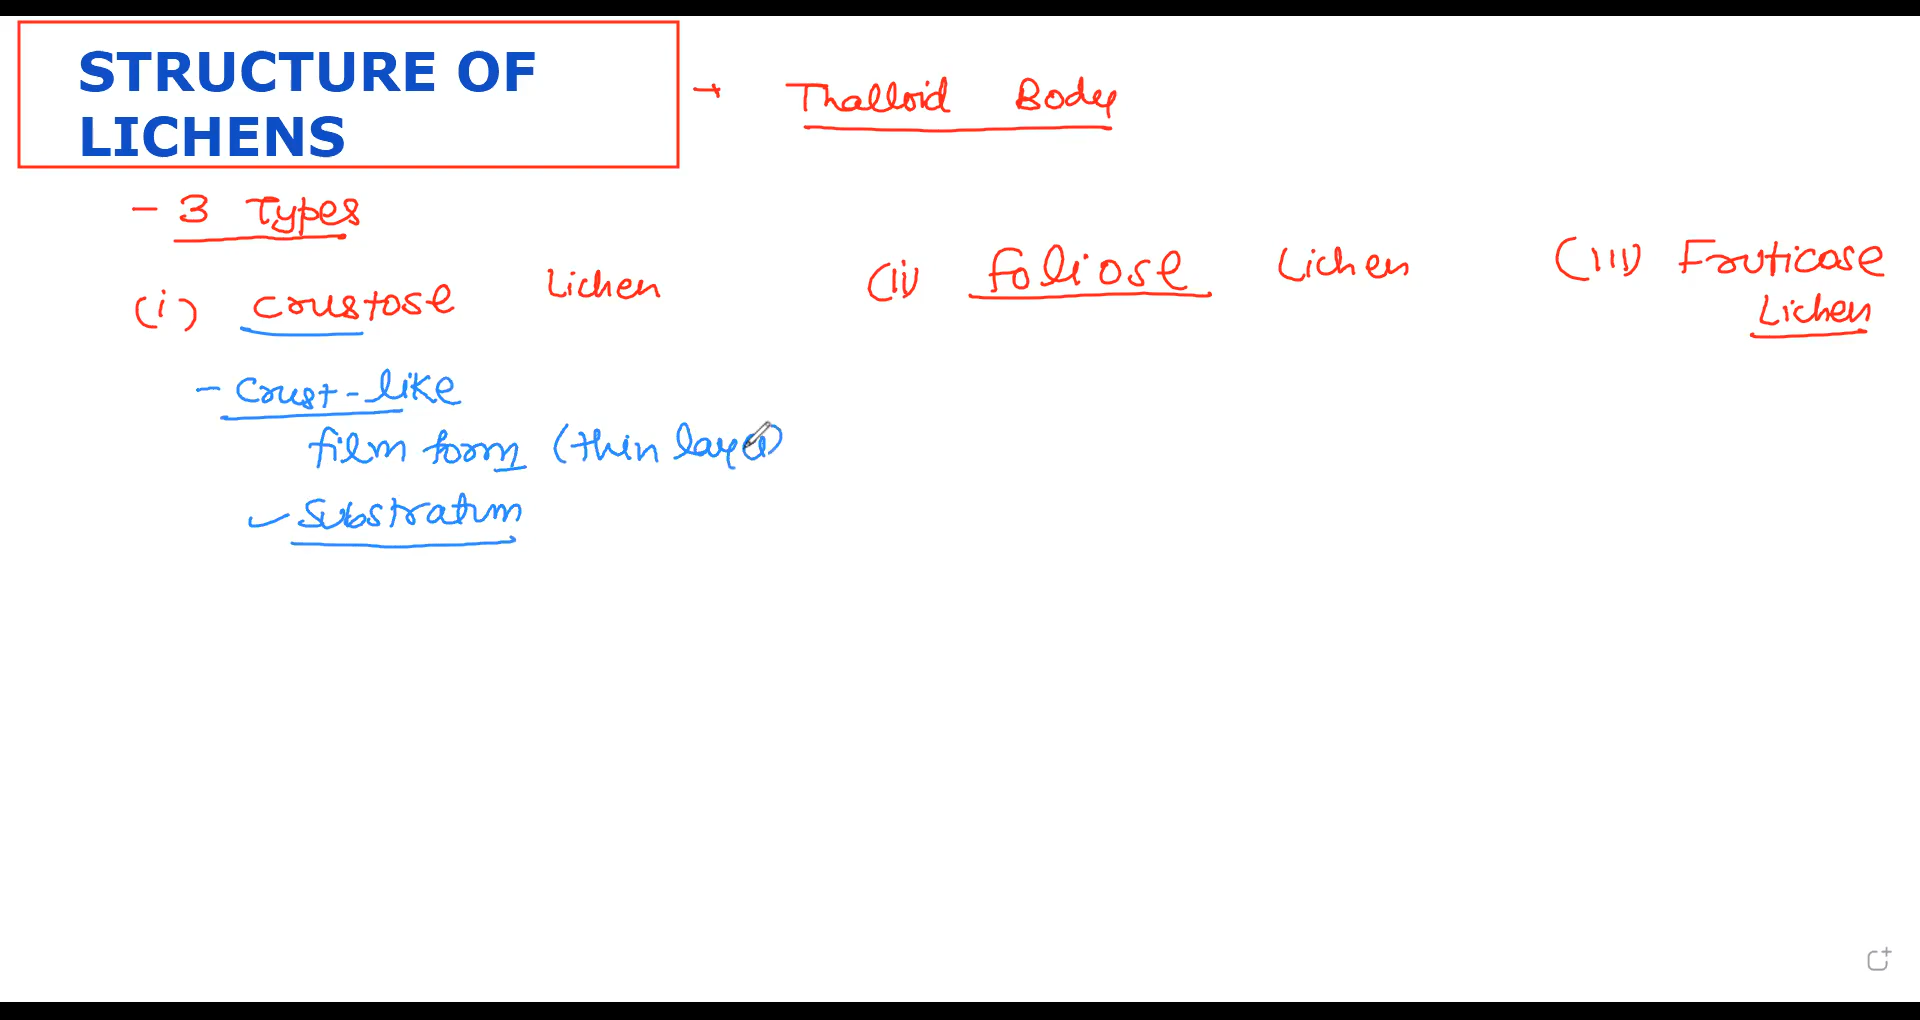 STRUCTURE OF
LICHENS
→ Thalloid Body
- 3 Types
(i) Crustose Lichen
(ii) Foliose Lichen
(iii) Fruticose
Lichen
- Crust-like
film form (thin layer)
Substratum